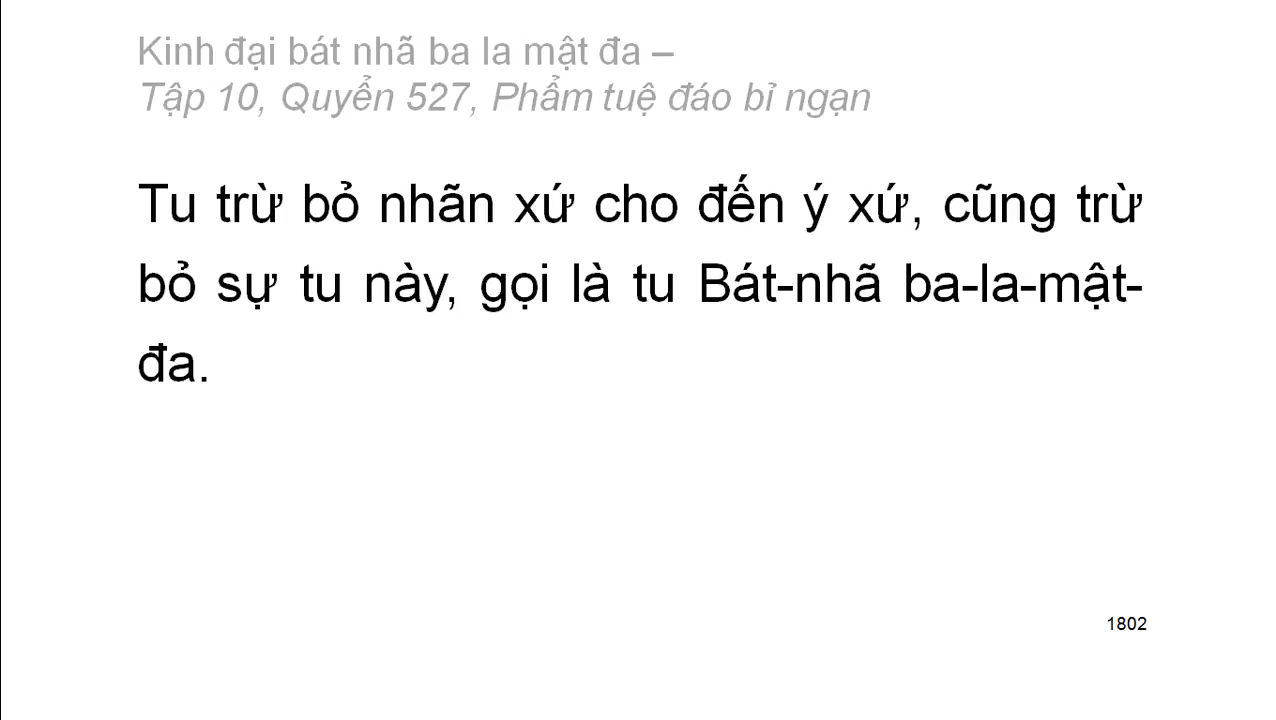 Kinh đại bát nhã ba la mật đa –
Tập 10, Quyển 527, Phẩm tuệ đáo bỉ ngạn
Tu trừ bỏ nhãn xứ cho đến ý xứ, cũng trừ
bỏ sự tu này, gọi là tu Bát-nhã ba-la-mật-
đa.
1802